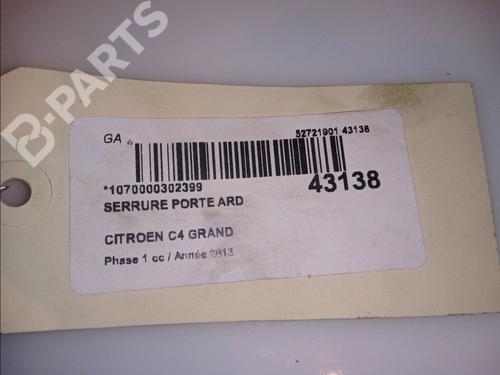 B-PARTS
GA 52721901 43138
*1070000302399 43138
SERRURE PORTE ARD
CITROEN C4 GRAND
Phase 1 cc / Année 2013